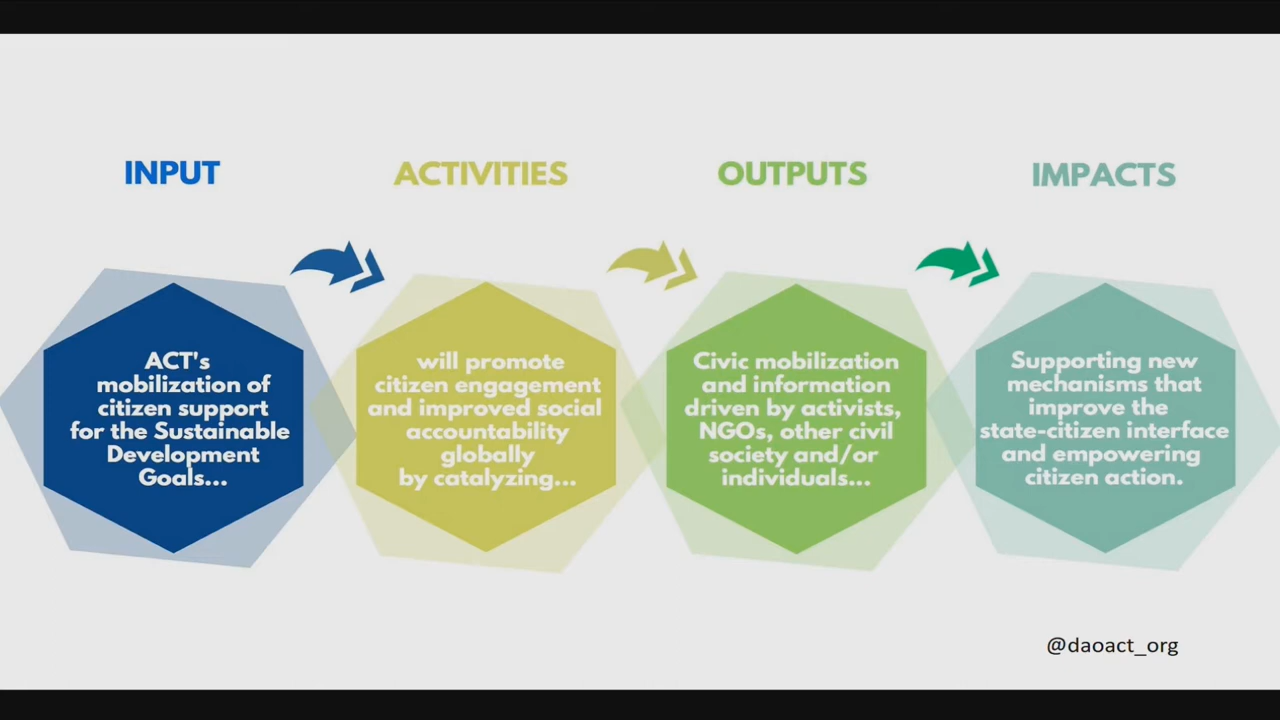 INPUT
ACTIVITIES
OUTPUTS
IMPACTS
ACT's
mobilization of
citizen support
for the Sustainable
Development
Goals...
will promote
citizen engagement
and improved social
accountability
globally
by catalyzing...
Civic mobilization
and information
driven by activists,
NGOs, other civil
society and/or
individuals...
Supporting new
mechanisms that
improve the
state-citizen interface
and empowering
citizen action.
@daoact_org